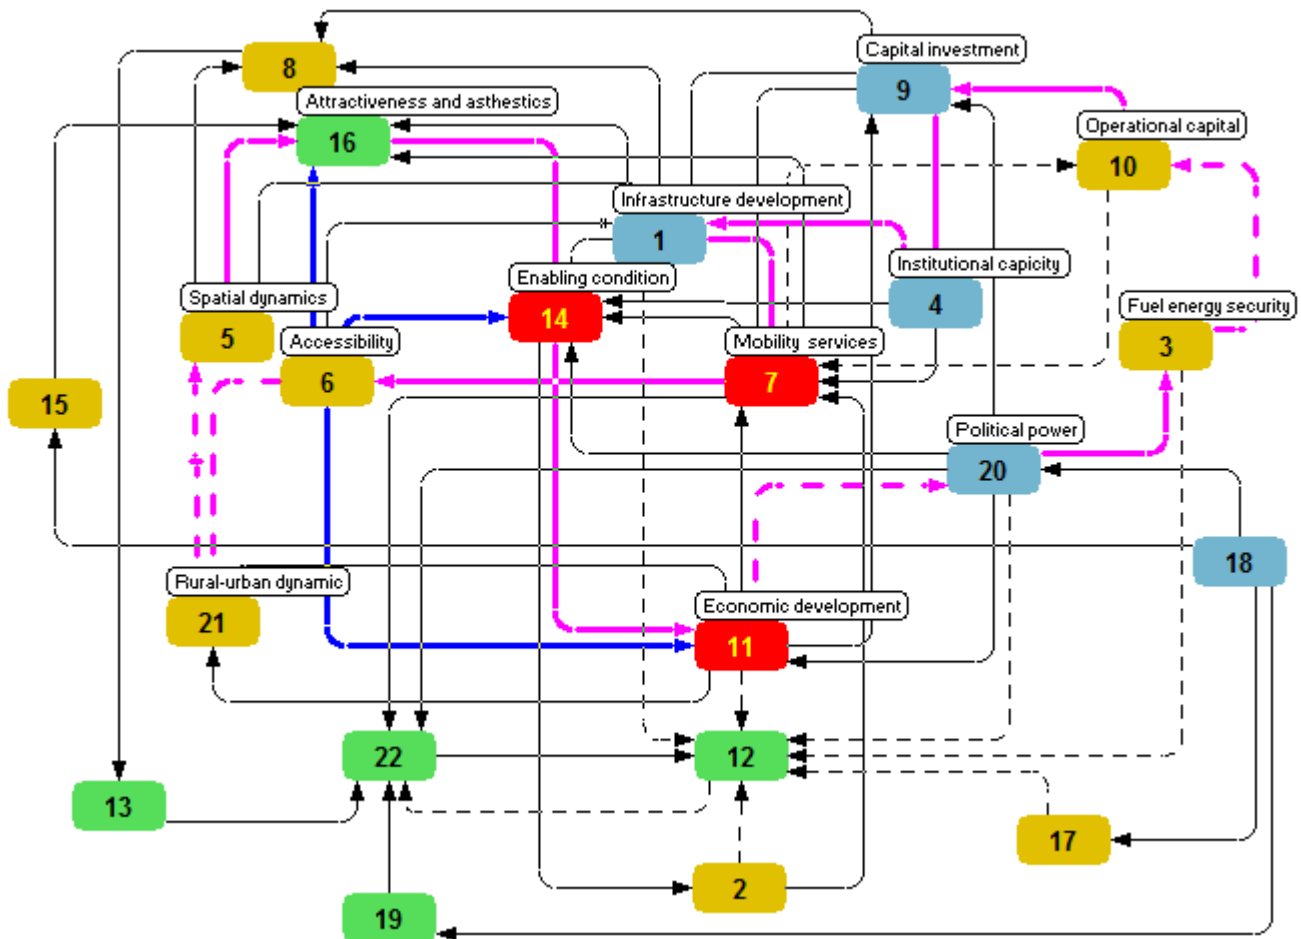 Capital investment
8
9
Attractiveness and asthestics
Operational capital
16
10
Infrastructure development
1
Institutional capicity
Enabling condition
4
Spatial dynamics
Fuel energy security
14
5
Accessibility
Mobility services
3
6
7
15
Political power
20
18
Rural-urban dynamic
Economic development
21
11
22
12
13
17
2
19